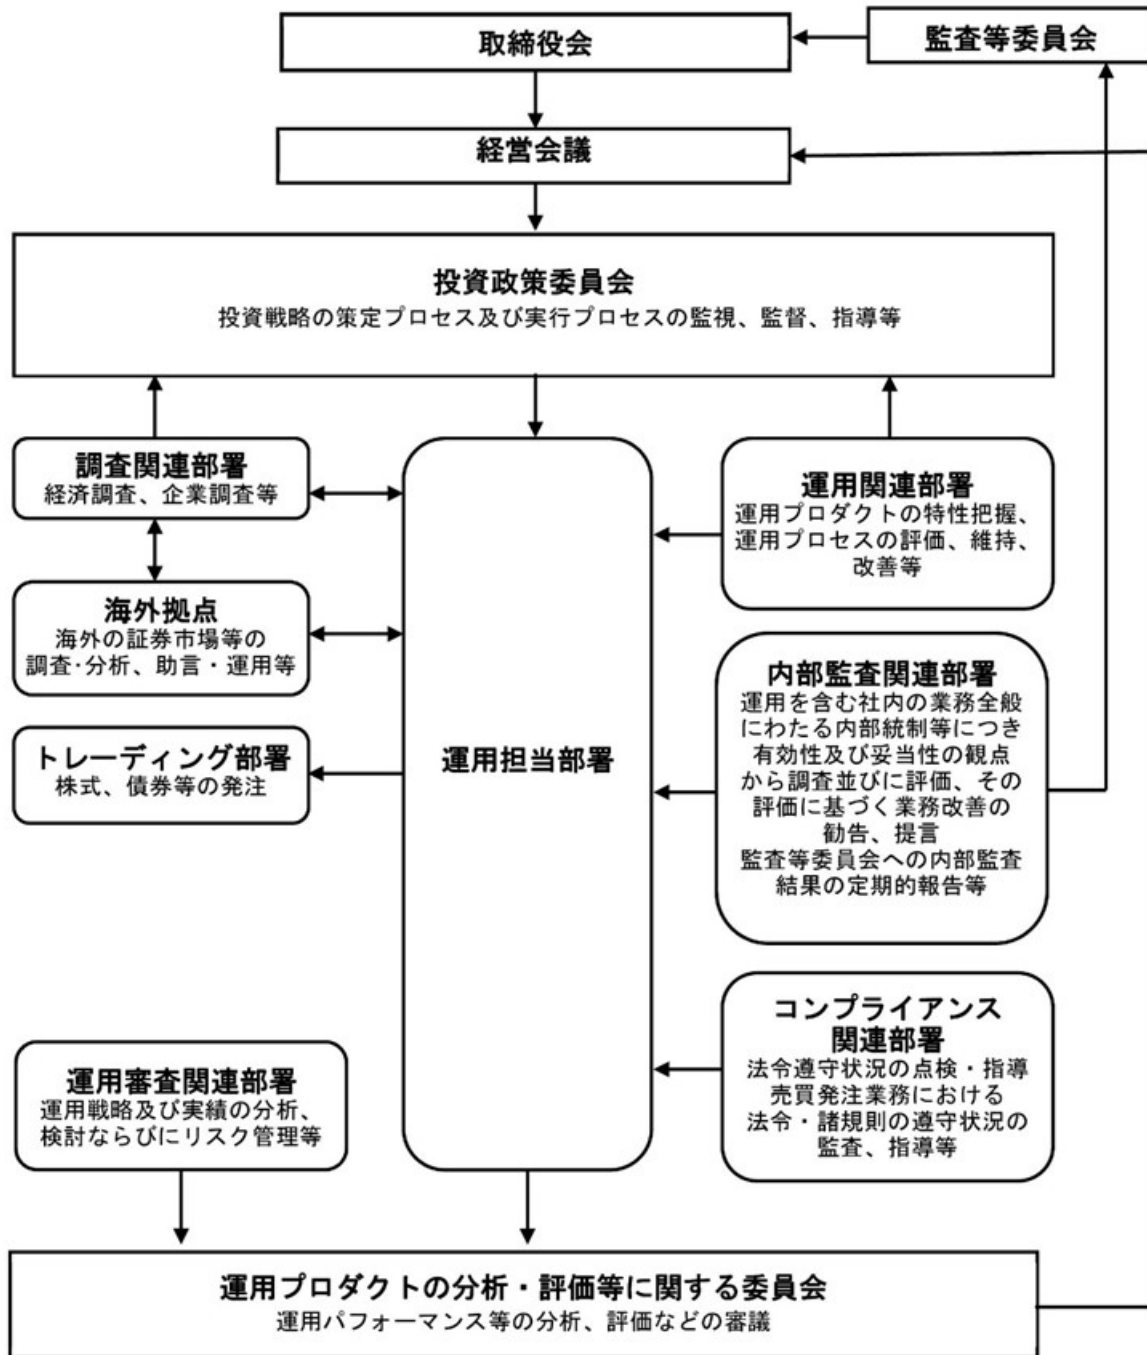 取締役会
監査等委員会
経営会議
投資政策委員会
投資戦略の策定プロセス及び実行プロセスの監視、監督、指導等
調査関連部署
経済調査、企業調査等
海外拠点
海外の証券市場等の
調査・分析、助言・運用等
トレーディング部署
株式、債券等の発注
運用担当部署
運用関連部署
運用プロダクトの特性把握、
運用プロセスの評価、維持、
改善等
内部監査関連部署
運用を含む社内の業務全般
にわたる内部統制等につき
有効性及び妥当性の観点
から調査並びに評価、その
評価に基づく業務改善の
勧告、提言
監査等委員会への内部監査
結果の定期的報告等
コンプライアンス
関連部署
法令遵守状況の点検・指導
売買発注業務における
法令・諸規則の遵守状況の
監査、指導等
運用審査関連部署
運用戦略及び実績の分析、
検討ならびにリスク管理等
運用プロダクトの分析・評価等に関する委員会
運用パフォーマンス等の分析、評価などの審議